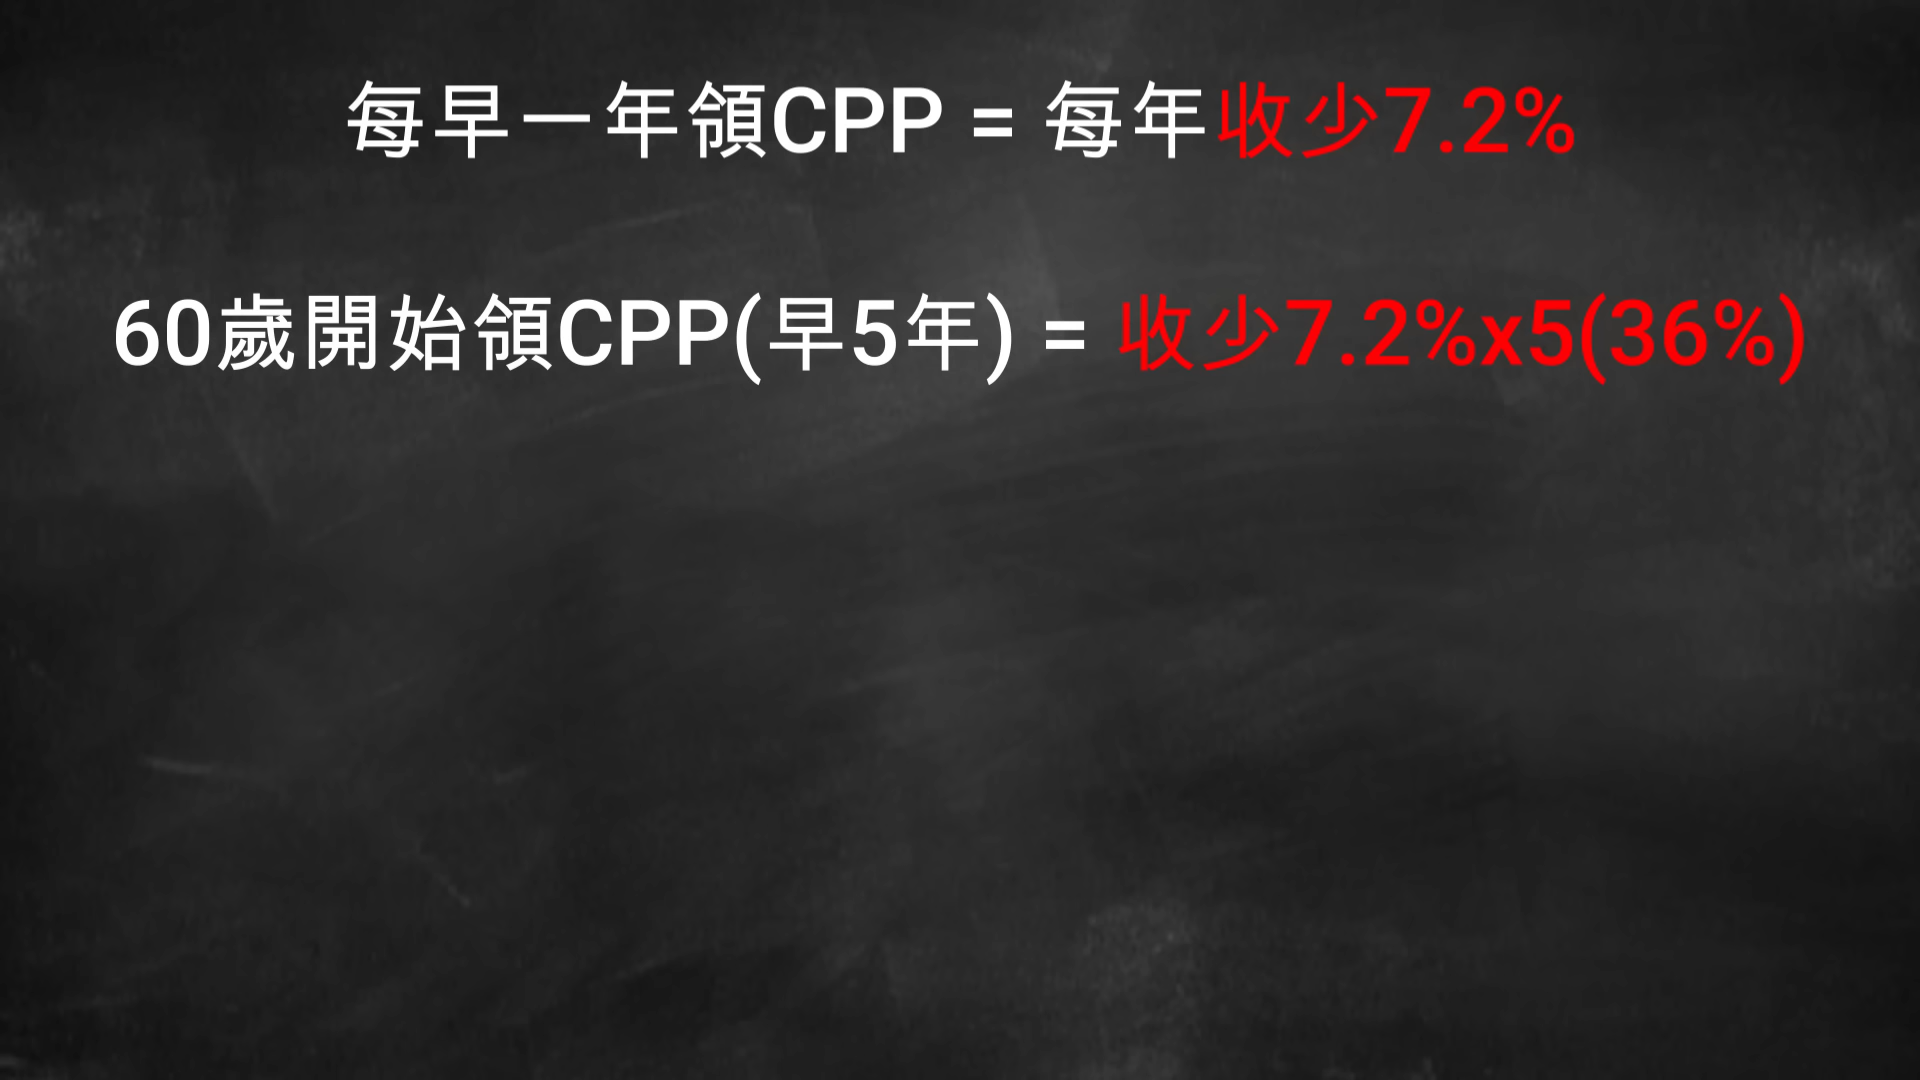 每早一年領CPP = 每年收少7.2%
60歲開始領CPP(早5年) = 收少7.2%x5(36%)